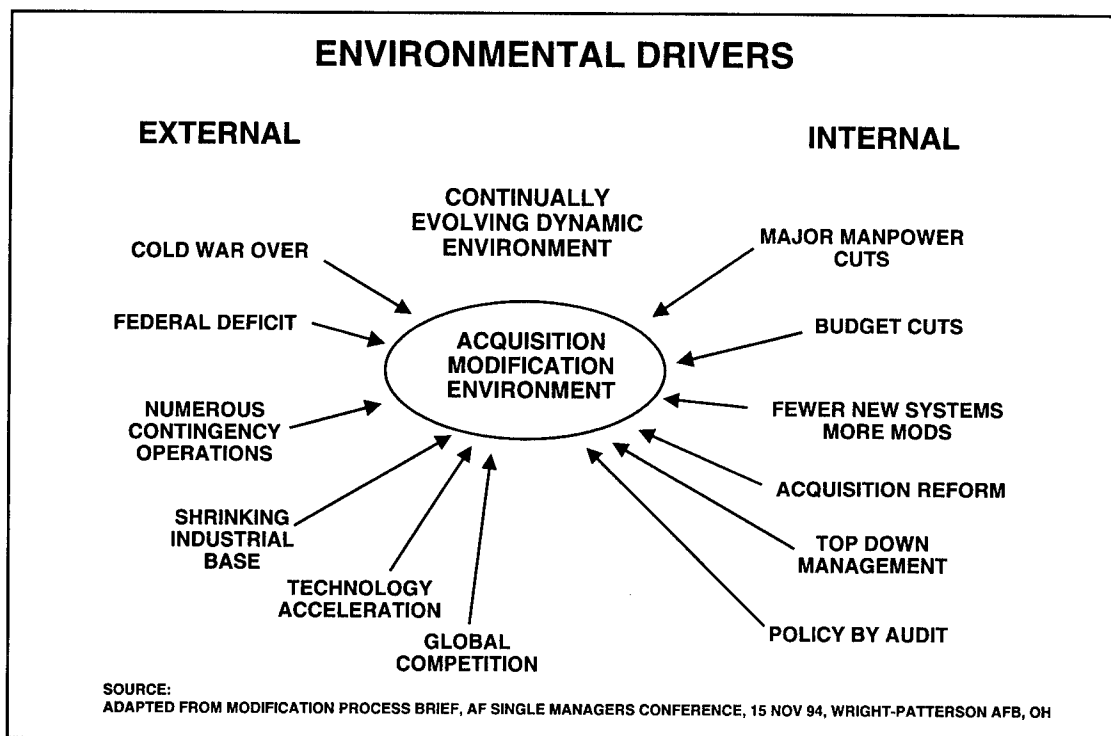 ENVIRONMENTAL DRIVERS
EXTERNAL
INTERNAL
CONTINUALLY
EVOLVING DYNAMIC
ENVIRONMENT
COLD WAR OVER
FEDERAL DEFICIT
NUMEROUS
CONTINGENCY
OPERATIONS
SHRINKING
INDUSTRIAL
BASE
TECHNOLOGY
ACCELERATION
GLOBAL
COMPETITION
ACQUISITION
MODIFICATION
ENVIRONMENT
MAJOR MANPOWER
CUTS
BUDGET CUTS
FEWER NEW SYSTEMS
MORE MODS
ACQUISITION REFORM
TOP DOWN
MANAGEMENT
POLICY BY AUDIT
SOURCE:
ADAPTED FROM MODIFICATION PROCESS BRIEF, AF SINGLE MANAGERS CONFERENCE, 15 NOV 94, WRIGHT-PATTERSON AFB, OH